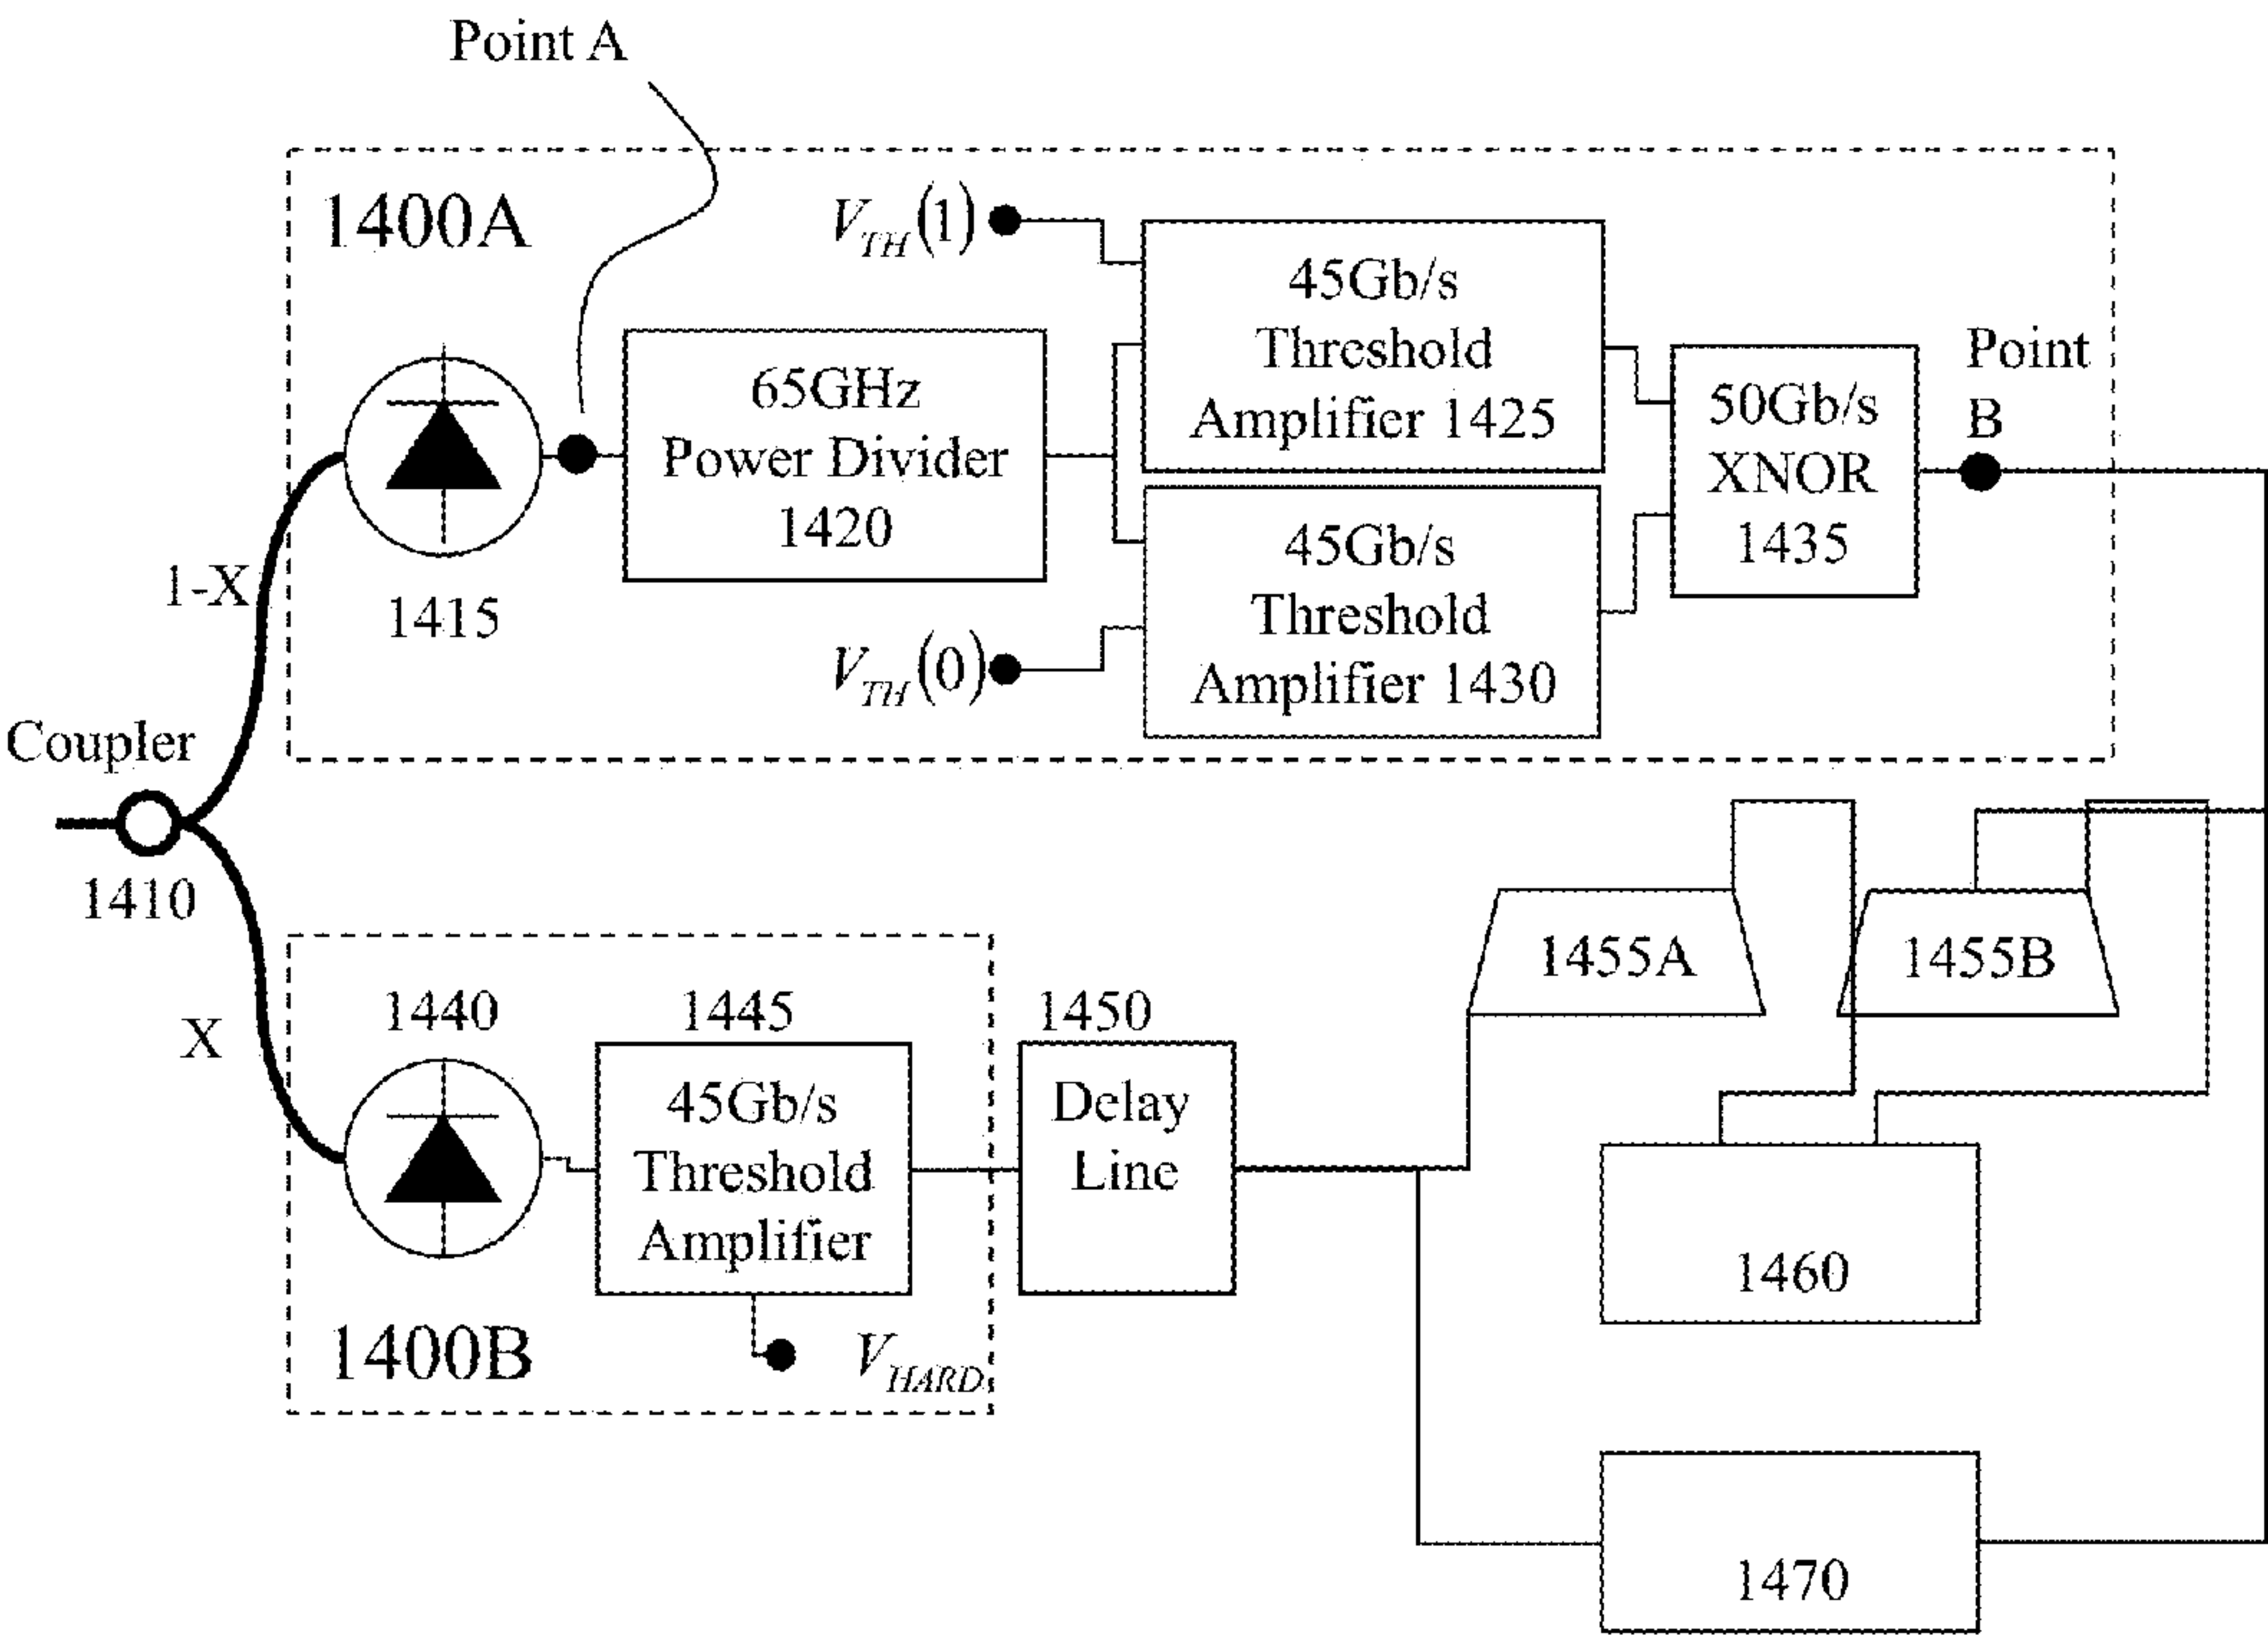 Point A
1400A
V_TH(1)
45Gb/s
Threshold
Amplifier 1425
65GHz
Power Divider
1420
50Gb/s
XNOR
1435
Point
B
1415
1-X
V_TH(0)
45Gb/s
Threshold
Amplifier 1430
Coupler
1410
X
1440
1445
1450
1455A
1455B
45Gb/s
Threshold
Amplifier
Delay
Line
1400B
V_HARD
1460
1470